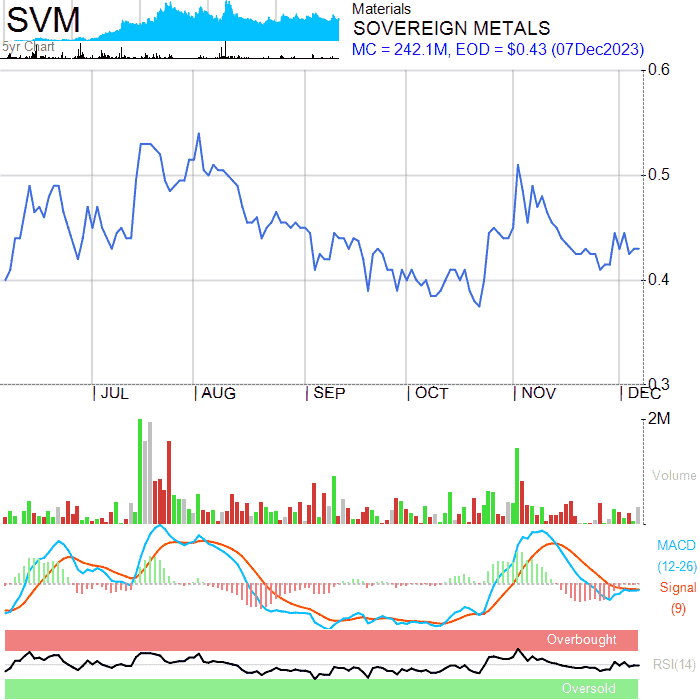 SVM
5yr Chart
Materials
SOVEREIGN METALS
MC = 242.1M, EOD = $0.43 (07Dec2023)
0.6
0.5
0.4
0.3
JUL AUG SEP OCT NOV DEC
2M
Volume
MACD
(12-26)
Signal
(9)
Overbought
RSI(14)
Oversold